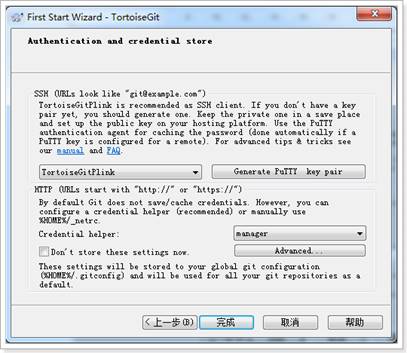 First Start Wizard - TortoiseGit
Authentication and credential store
SSH (URLs look like "git@example.com")
TortoiseGitPlink is recommended as SSH client. If you don't have a key
pair yet, you should generate one. Keep the private one in a save place
and set up the public key on your hosting platform. Use the PuTTY
authentication agent for caching the password (done automatically if a
PuTTY key is configured for a remote). For advanced tips & tricks see
our manual and FAQ.
TortoiseGitPlink
Generate PuTTY key pair
HTTP (URLs start with "http://" or "https://")
By default Git does not save/cache credentials. However, you can
configure a credential helper (recommended) or manually use
%HOME%/_netrc.
Credential helper:
manager
Don't store these settings now.
Advanced...
These settings will be stored to your global git configuration
(%HOME%/.gitconfig) and will be used for all your git repositories as a
default.
< 上一步(B)
完成
取消
帮助